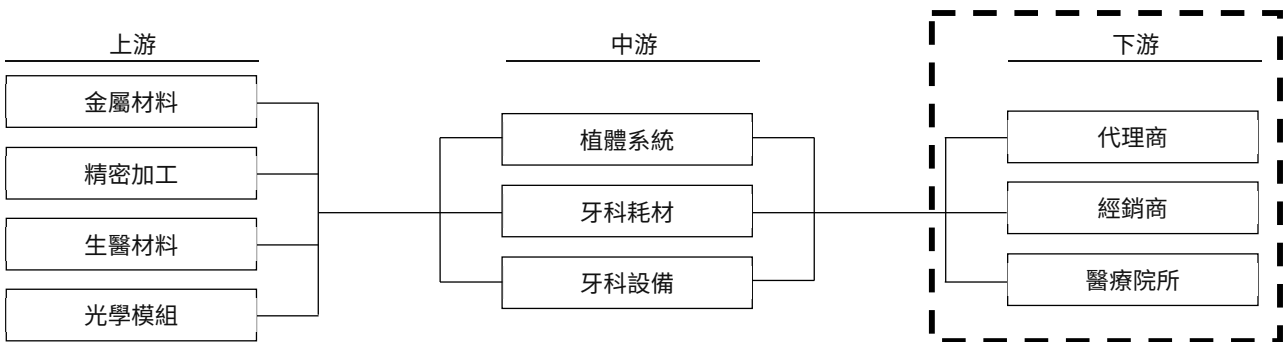 上游
金屬材料
精密加工
生醫材料
光學模組
中游
植體系統
牙科耗材
牙科設備
下游
代理商
經銷商
醫療院所